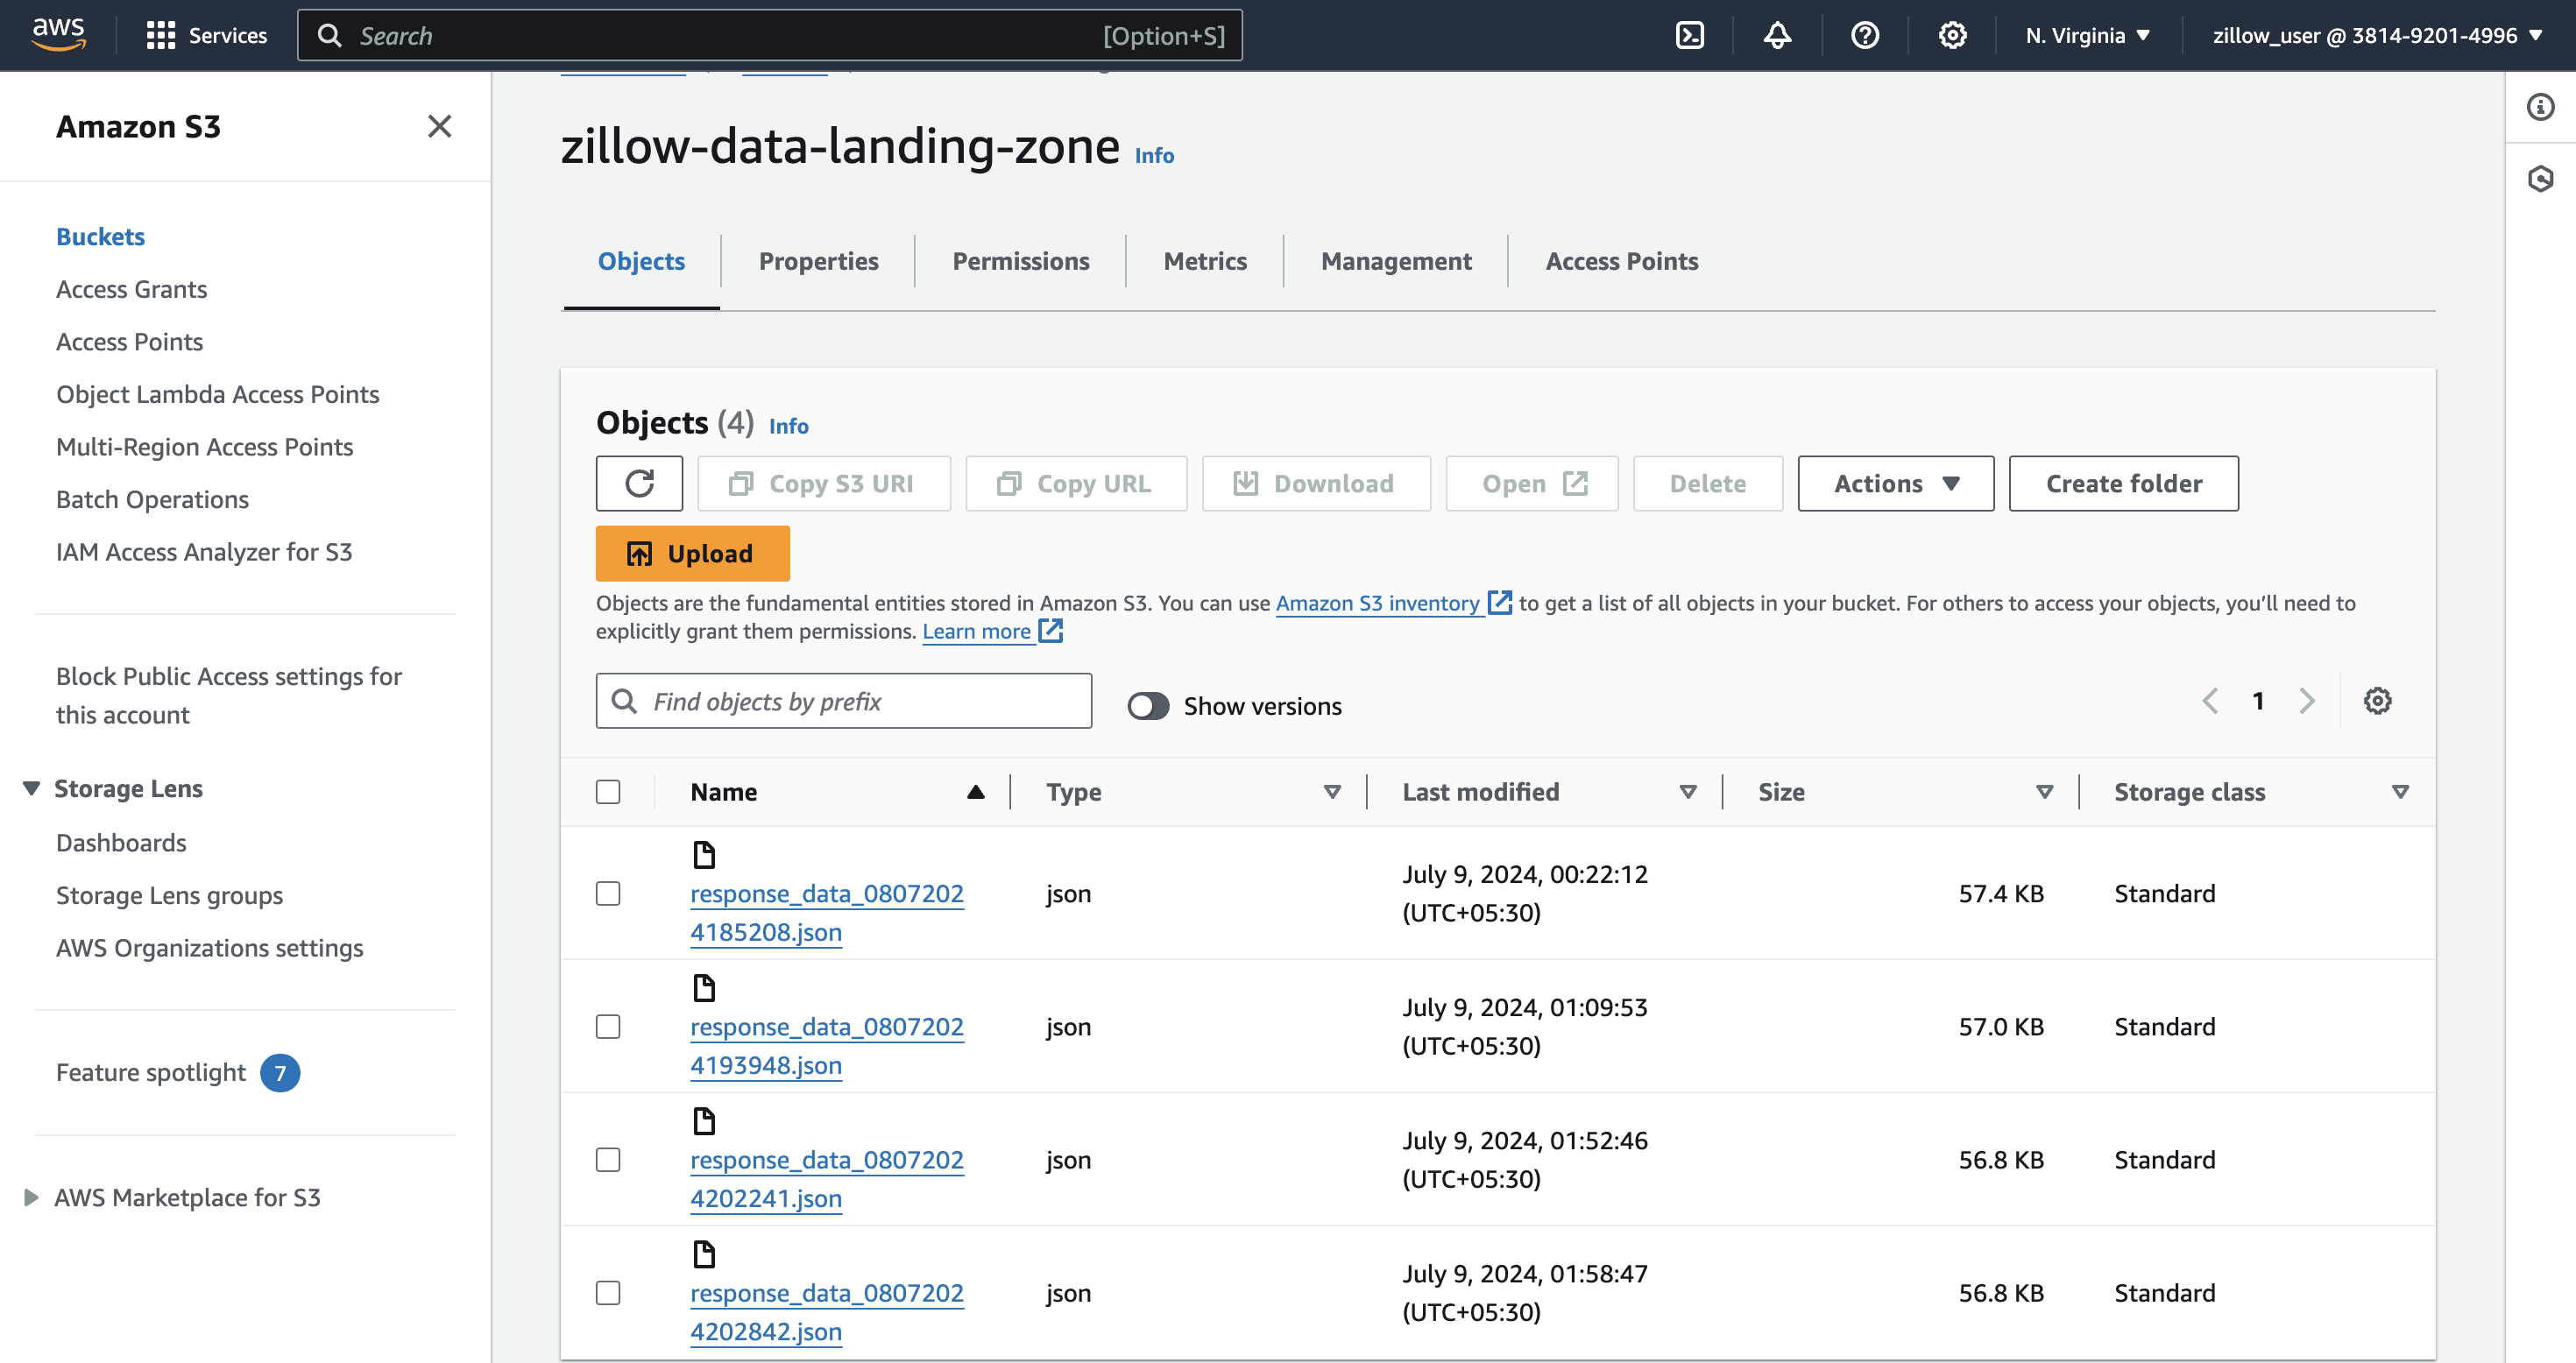 aws
Services
Search [Option+S]
N. Virginia
zillow_user @ 3814-9201-4996
Amazon S3
Buckets
Access Grants
Access Points
Object Lambda Access Points
Multi-Region Access Points
Batch Operations
IAM Access Analyzer for S3
Block Public Access settings for
this account
Storage Lens
Dashboards
Storage Lens groups
AWS Organizations settings
Feature spotlight 7
AWS Marketplace for S3
zillow-data-landing-zone Info
Objects Properties Permissions Metrics Management Access Points
Objects (4) Info
Copy S3 URI Copy URL Download Open Delete Actions Create folder
Upload
Objects are the fundamental entities stored in Amazon S3. You can use Amazon S3 inventory to get a list of all objects in your bucket. For others to access your objects, you’ll need to
explicitly grant them permissions. Learn more
Find objects by prefix Show versions 1
Name Type Last modified Size Storage class
response_data_0807202
4185208.json
json
July 9, 2024, 00:22:12
(UTC+05:30)
57.4 KB
Standard
response_data_0807202
4193948.json
json
July 9, 2024, 01:09:53
(UTC+05:30)
57.0 KB
Standard
response_data_0807202
4202241.json
json
July 9, 2024, 01:52:46
(UTC+05:30)
56.8 KB
Standard
response_data_0807202
4202842.json
json
July 9, 2024, 01:58:47
(UTC+05:30)
56.8 KB
Standard